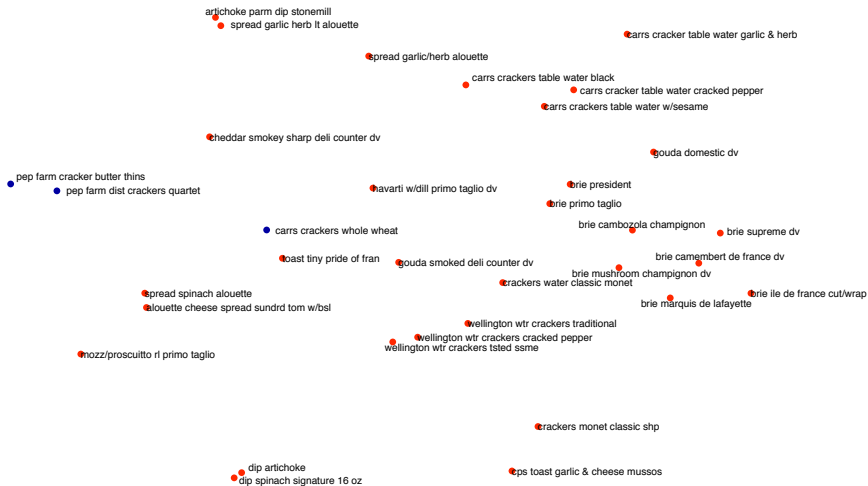 artichoke parm dip stonemill
spread garlic herb lt alouette
carrs cracker table water garlic & herb
spread garlic/herb alouette
carrs crackers table water black
carrs cracker table water cracked pepper
carrs crackers table water w/sesame
cheddar smokey sharp deli counter dv
gouda domestic dv
pep farm cracker butter thins
pep farm dist crackers quartet
havarti w/dill primo taglio dv
brie president
brie primo taglio
brie cambozola champignon
carrs crackers whole wheat
brie supreme dv
toast tiny pride of fran
gouda smoked deli counter dv
brie camembert de france dv
brie mushroom champignon dv
crackers water classic monet
spread spinach alouette
brie ile de france cut/wrap
brie marquis de lafayette
alouette cheese spread sundrd tom w/bsl
wellington wtr crackers traditional
wellington wtr crackers cracked pepper
wellington wtr crackers tsted ssme
mozz/proscuitto rl primo taglio
crackers monet classic shp
dip artichoke
cps toast garlic & cheese mussos
dip spinach signature 16 oz